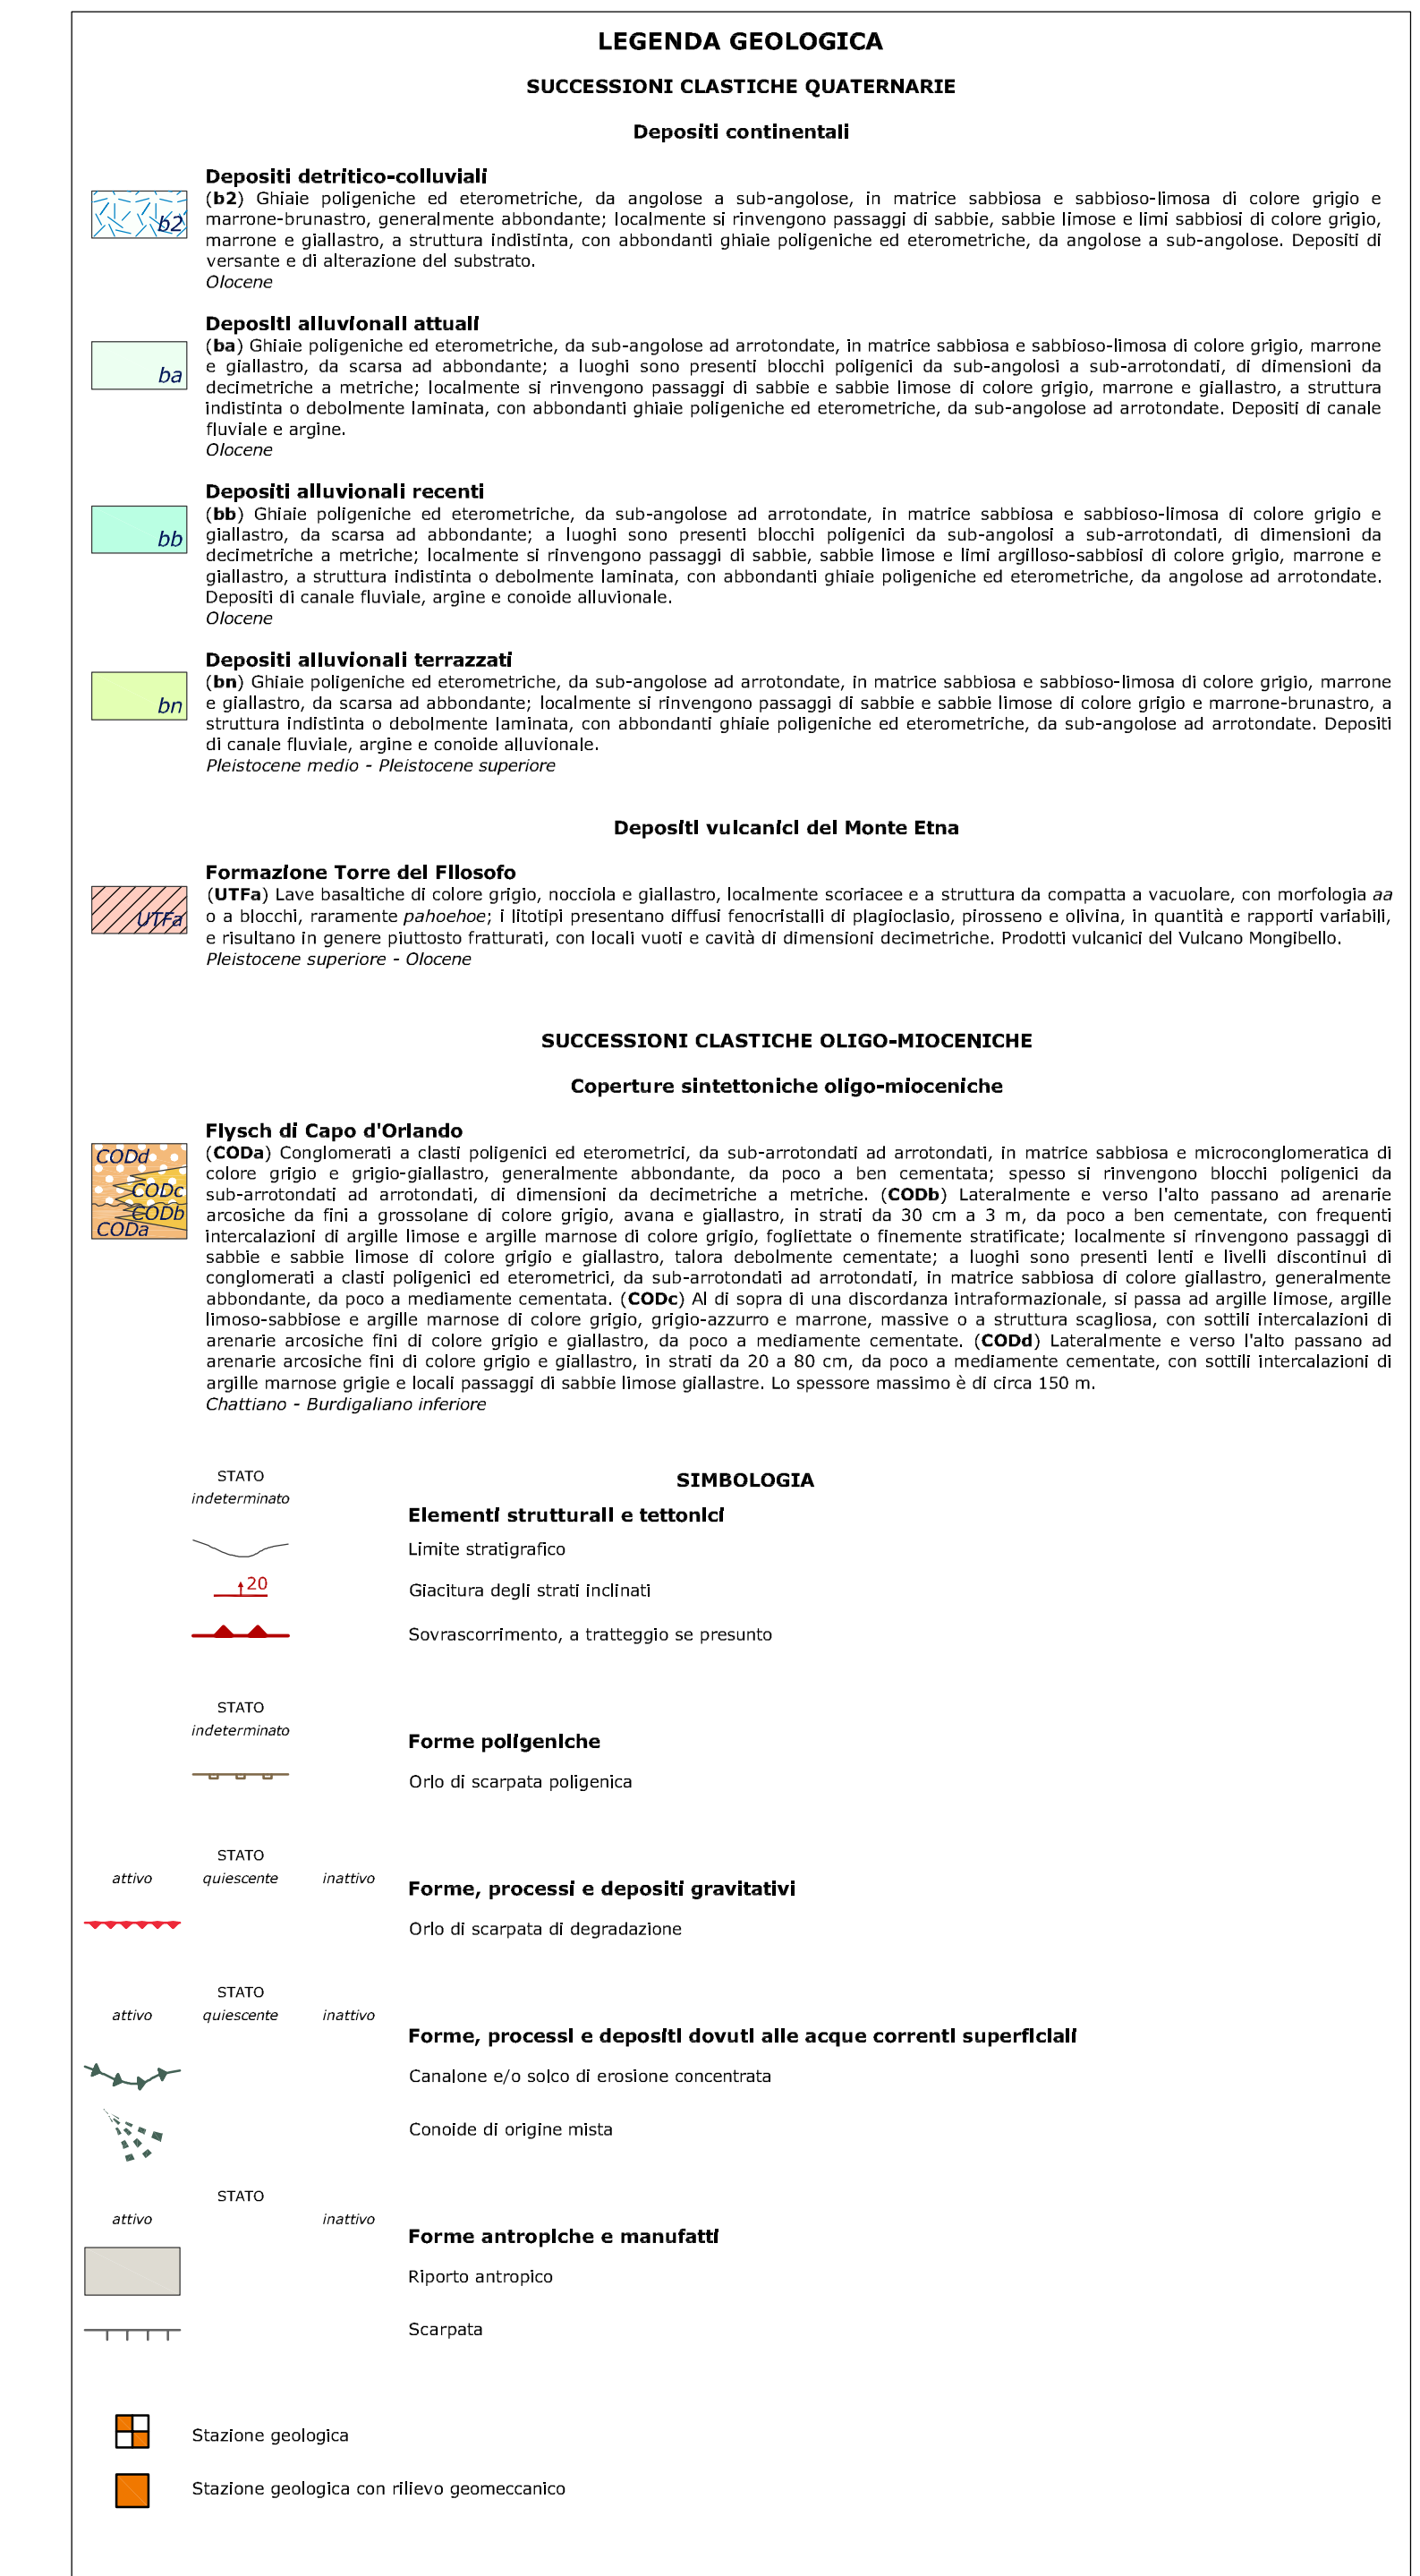 LEGENDA GEOLOGICA
SUCCESSIONI CLASTICHE QUATERNARIE
Depositi continentali
Depositi detritico-colluviali
(b2) Ghiaie poligeniche ed eterometriche, da angolose a sub-angolose, in matrice sabbiosa e sabbioso-limosa di colore grigio e
marrone-brunastro, generalmente abbondante; localmente si rinvengono passaggi di sabbie, sabbie limose e limi sabbiosi di colore grigio,
marrone e giallastro, a struttura indistinta, con abbondanti ghiaie poligeniche ed eterometriche, da angolose a sub-angolose. Depositi di
versante e di alterazione del substrato.
Olocene
b2
Depositi alluvionali attuali
(ba) Ghiaie poligeniche ed eterometriche, da sub-angolose ad arrotondate, in matrice sabbiosa e sabbioso-limosa di colore grigio, marrone
e giallastro, da scarsa ad abbondante; a luoghi sono presenti blocchi poligenici da sub-angolosi a sub-arrotondati, di dimensioni da
decimetriche a metriche; localmente si rinvengono passaggi di sabbie e sabbie limose di colore grigio, marrone e giallastro, a struttura
indistinta o debolmente laminata, con abbondanti ghiaie poligeniche ed eterometriche, da sub-angolose ad arrotondate. Depositi di canale
fluviale e argine.
Olocene
ba
Depositi alluvionali recenti
(bb) Ghiaie poligeniche ed eterometriche, da sub-angolose ad arrotondate, in matrice sabbiosa e sabbioso-limosa di colore grigio e
giallastro, da scarsa ad abbondante; a luoghi sono presenti blocchi poligenici da sub-angolosi a sub-arrotondati, di dimensioni da
decimetriche a metriche; localmente si rinvengono passaggi di sabbie, sabbie limose e limi argilloso-sabbiosi di colore grigio, marrone e
giallastro, a struttura indistinta o debolmente laminata, con abbondanti ghiaie poligeniche ed eterometriche, da angolose ad arrotondate.
Depositi di canale fluviale, argine e conoide alluvionale.
Olocene
bb
Depositi alluvionali terrazzati
(bn) Ghiaie poligeniche ed eterometriche, da sub-angolose ad arrotondate, in matrice sabbiosa e sabbioso-limosa di colore grigio, marrone
e giallastro, da scarsa ad abbondante; localmente si rinvengono passaggi di sabbie e sabbie limose di colore grigio e marrone-brunastro, a
struttura indistinta o debolmente laminata, con abbondanti ghiaie poligeniche ed eterometriche, da sub-angolose ad arrotondate. Depositi
di canale fluviale, argine e conoide alluvionale.
Pleistocene medio - Pleistocene superiore
bn
Depositi vulcanici del Monte Etna
Formazione Torre del Filosofo
(UTFa) Lave basaltiche di colore grigio, nocciola e giallastro, localmente scoriacee e a struttura da compatta a vacuolare, con morfologia aa
o a blocchi, raramente pahoehoe; i litotipi presentano diffusi fenocristalli di plagioclasio, pirosseno e olivina, in quantità e rapporti variabili,
e risultano in genere piuttosto fratturati, con locali vuoti e cavità di dimensioni decimetriche. Prodotti vulcanici del Vulcano Mongibello.
Pleistocene superiore - Olocene
UTFa
SUCCESSIONI CLASTICHE OLIGO-MIOCENICHE
Coperture sintettoniche oligo-mioceniche
Flysch di Capo d'Orlando
(CODa) Conglomerati a clasti poligenici ed eterometrici, da sub-arrotondati ad arrotondati, in matrice sabbiosa e microconglomeratica di
colore grigio e grigio-giallastro, generalmente abbondante, da poco a ben cementata; spesso si rinvengono blocchi poligenici da
sub-arrotondati ad arrotondati, di dimensioni da decimetriche a metriche. (CODb) Lateralmente e verso l'alto passano ad arenarie
arcosiche da fini a grossolane di colore grigio, avana e giallastro, in strati da 30 cm a 3 m, da poco a ben cementate, con frequenti
intercalazioni di argille limose e argille marnose di colore grigio, fogliettate o finemente stratificate; localmente si rinvengono passaggi di
sabbie e sabbie limose di colore grigio e giallastro, talora debolmente cementate; a luoghi sono presenti lenti e livelli discontinui di
conglomerati a clasti poligenici ed eterometrici, da sub-arrotondati ad arrotondati, in matrice sabbiosa di colore giallastro, generalmente
abbondante, da poco a mediamente cementata. (CODc) Al di sopra di una discordanza intraformazionale, si passa ad argille limose, argille
limoso-sabbiose e argille marnose di colore grigio, grigio-azzurro e marrone, massive o a struttura scagliosa, con sottili intercalazioni di
arenarie arcosiche fini di colore grigio e giallastro, da poco a mediamente cementate. (CODd) Lateralmente e verso l'alto passano ad
arenarie arcosiche fini di colore grigio e giallastro, in strati da 20 a 80 cm, da poco a mediamente cementate, con sottili intercalazioni di
argille marnose grigie e locali passaggi di sabbie limose giallastre. Lo spessore massimo è di circa 150 m.
Chattiano - Burdigaliano inferiore
CODd
CODc
CODb
CODa
STATO
indeterminato
SIMBOLOGIA
Elementi strutturali e tettonici
Limite stratigrafico
20
Giacitura degli strati inclinati
Sovrascorrimento, a tratteggio se presunto
STATO
indeterminato
Forme poligeniche
Orlo di scarpata poligenica
STATO
attivo quiescente inattivo
Forme, processi e depositi gravitativi
Orlo di scarpata di degradazione
STATO
attivo quiescente inattivo
Forme, processi e depositi dovuti alle acque correnti superficiali
Canalone e/o solco di erosione concentrata
Conoide di origine mista
STATO
attivo inattivo
Forme antropiche e manufatti
Riporto antropico
Scarpata
Stazione geologica
Stazione geologica con rilievo geomeccanico